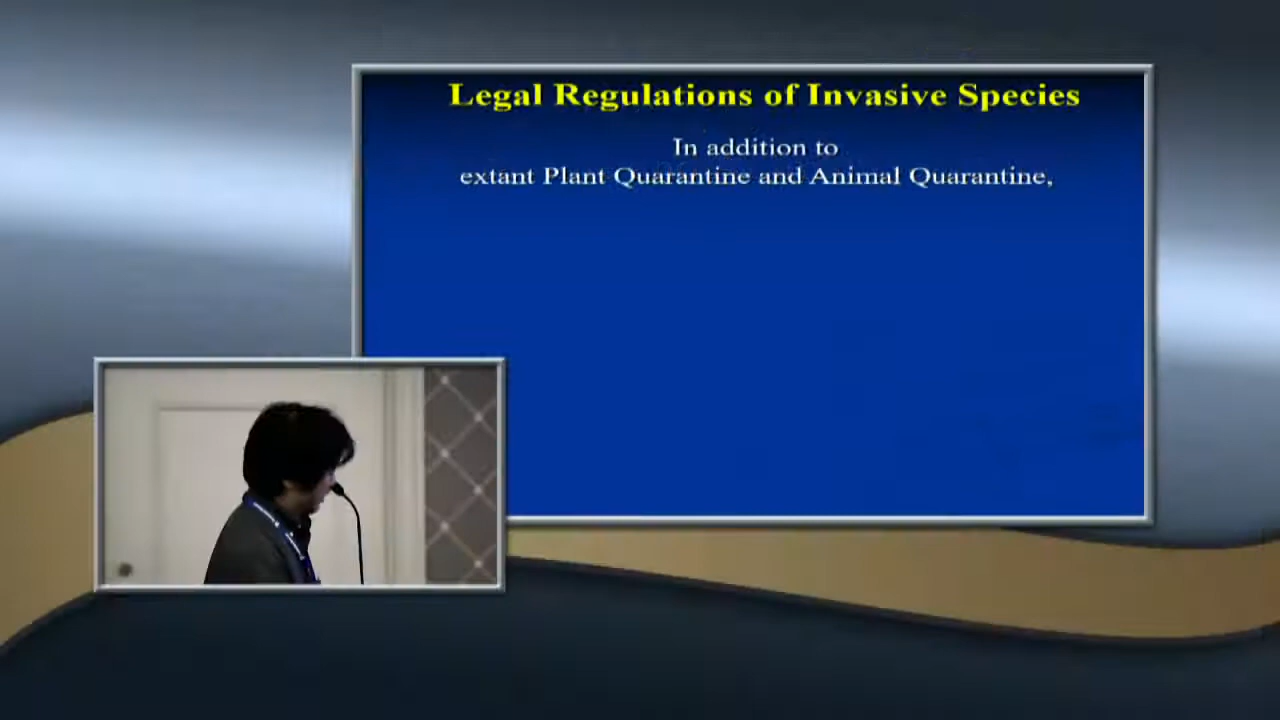 Legal Regulations of Invasive Species
In addition to
extant Plant Quarantine and Animal Quarantine,